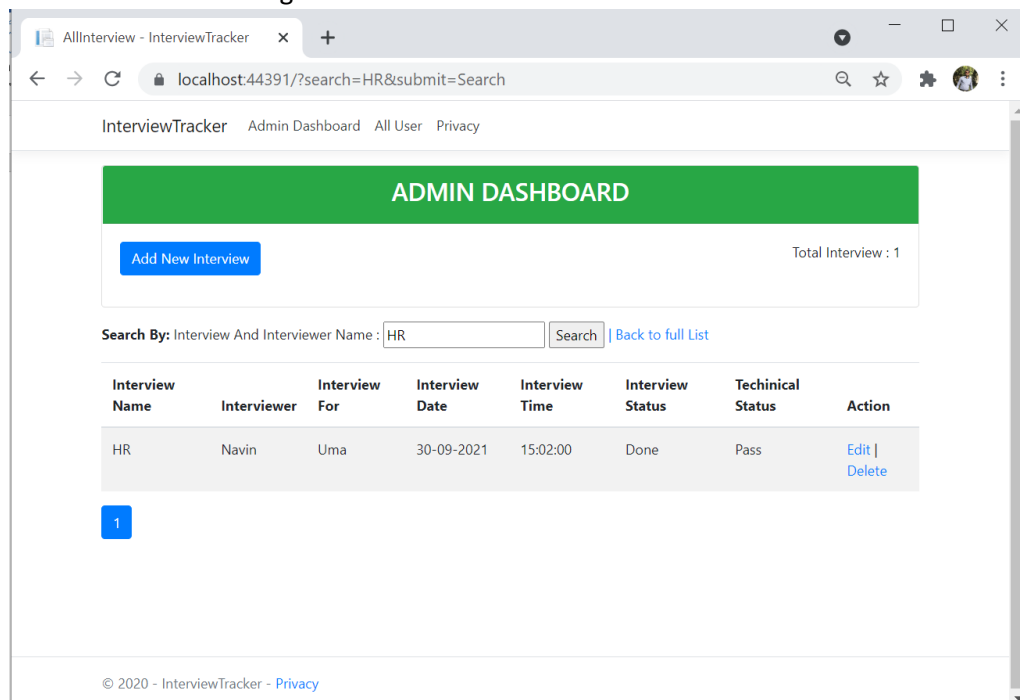 AllInterview - InterviewTracker
localhost:44391/?search=HR&submit=Search
InterviewTracker Admin Dashboard All User Privacy
ADMIN DASHBOARD
Add New Interview Total Interview : 1
Search By: Interview And Interviewer Name : HR Search | Back to full List
Interview Name Interviewer Interview For Interview Date Interview Time Interview Status Techinical Status Action
HR Navin Uma 30-09-2021 15:02:00 Done Pass Edit |
Delete
1
© 2020 - InterviewTracker - Privacy